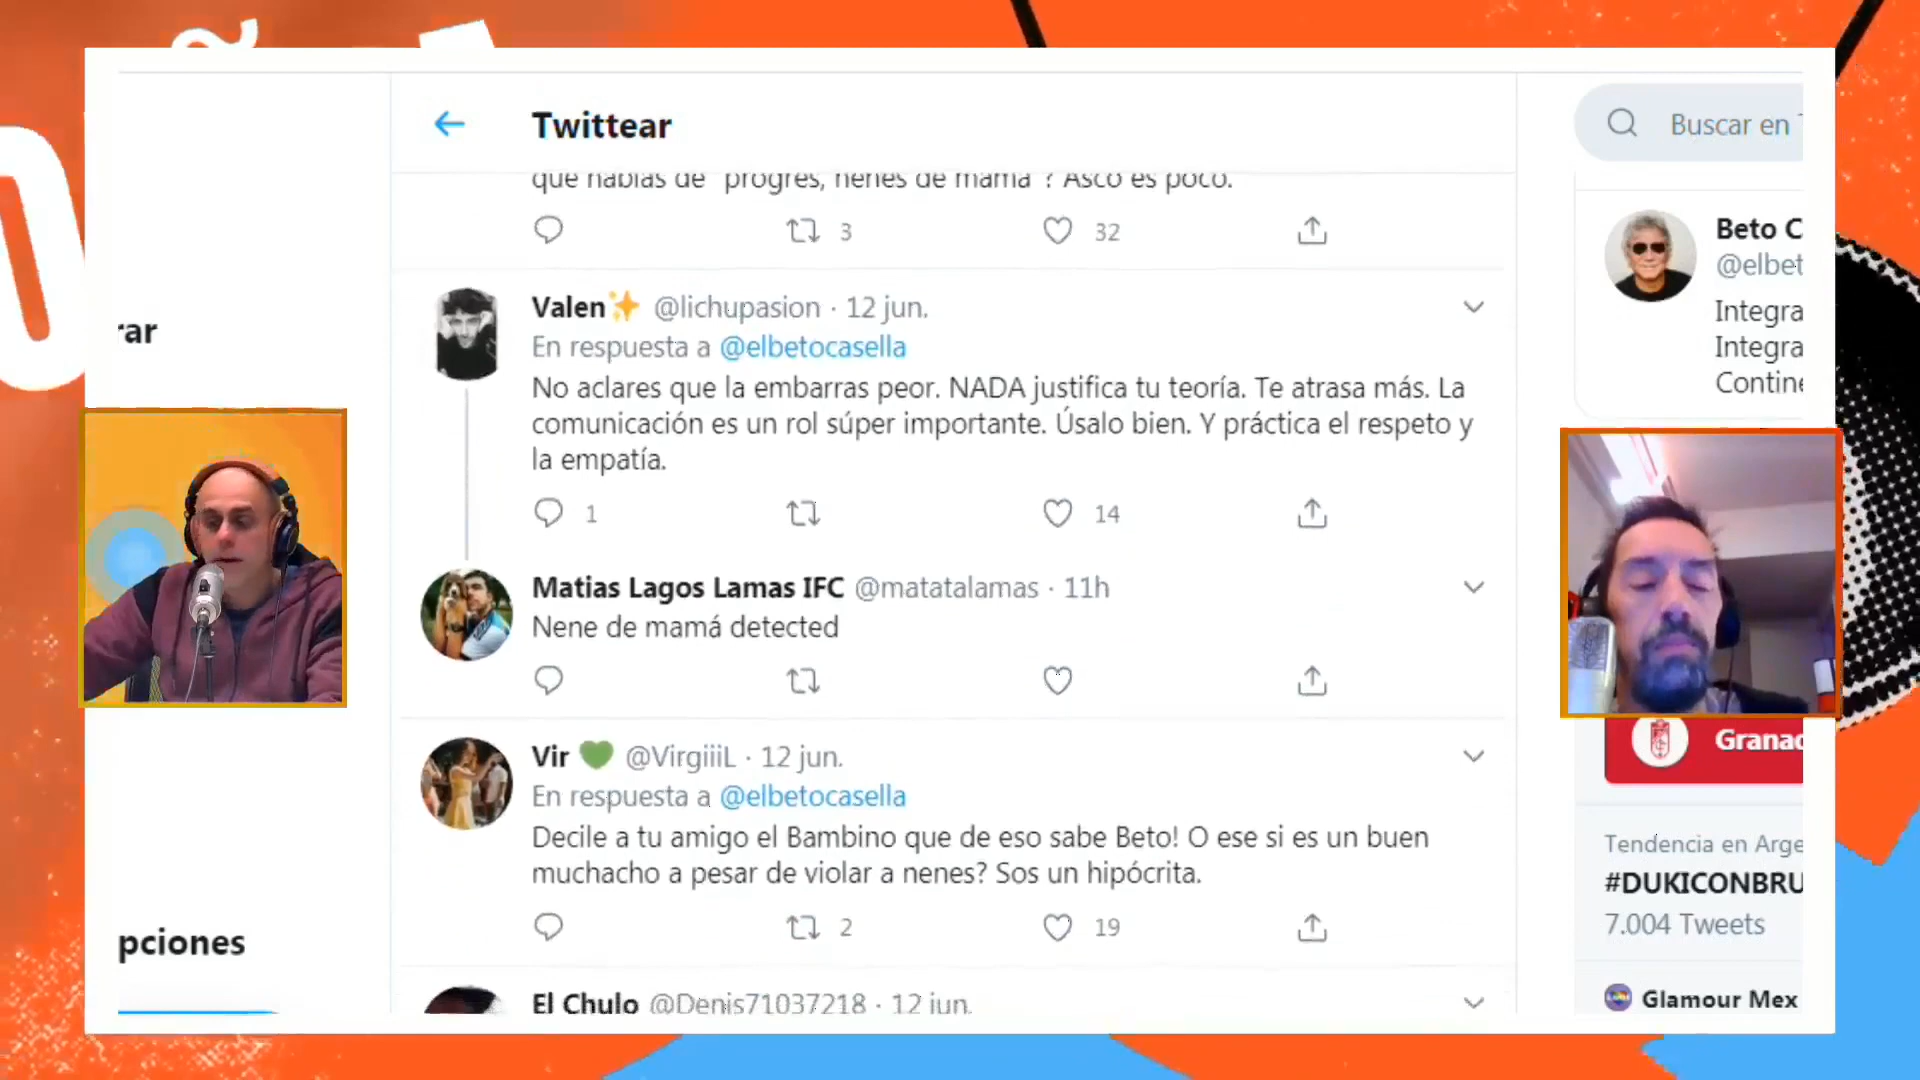 Twittear
Buscar en
que hablas de "progres, nenes de mamá"? Asco es poco.
3
32
Beto C
@elbet
Integra
Integra
Contine
rar
Valen✨ @lichupasion · 12 jun.
En respuesta a @elbetocasella
No aclares que la embarras peor. NADA justifica tu teoría. Te atrasa más. La
comunicación es un rol súper importante. Úsalo bien. Y práctica el respeto y
la empatía.
1
14
Matias Lagos Lamas IFC @matatalamas · 11h
Nene de mamá detected
Vir 💚 @VirgiiiL · 12 jun.
En respuesta a @elbetocasella
Decile a tu amigo el Bambino que de eso sabe Beto! O ese si es un buen
muchacho a pesar de violar a nenes? Sos un hipócrita.
2
19
Granad
Tendencia en Arge
#DUKICONBRU
7.004 Tweets
Glamour Mex
pciones
El Chulo @Denis71037218 · 12 jun.